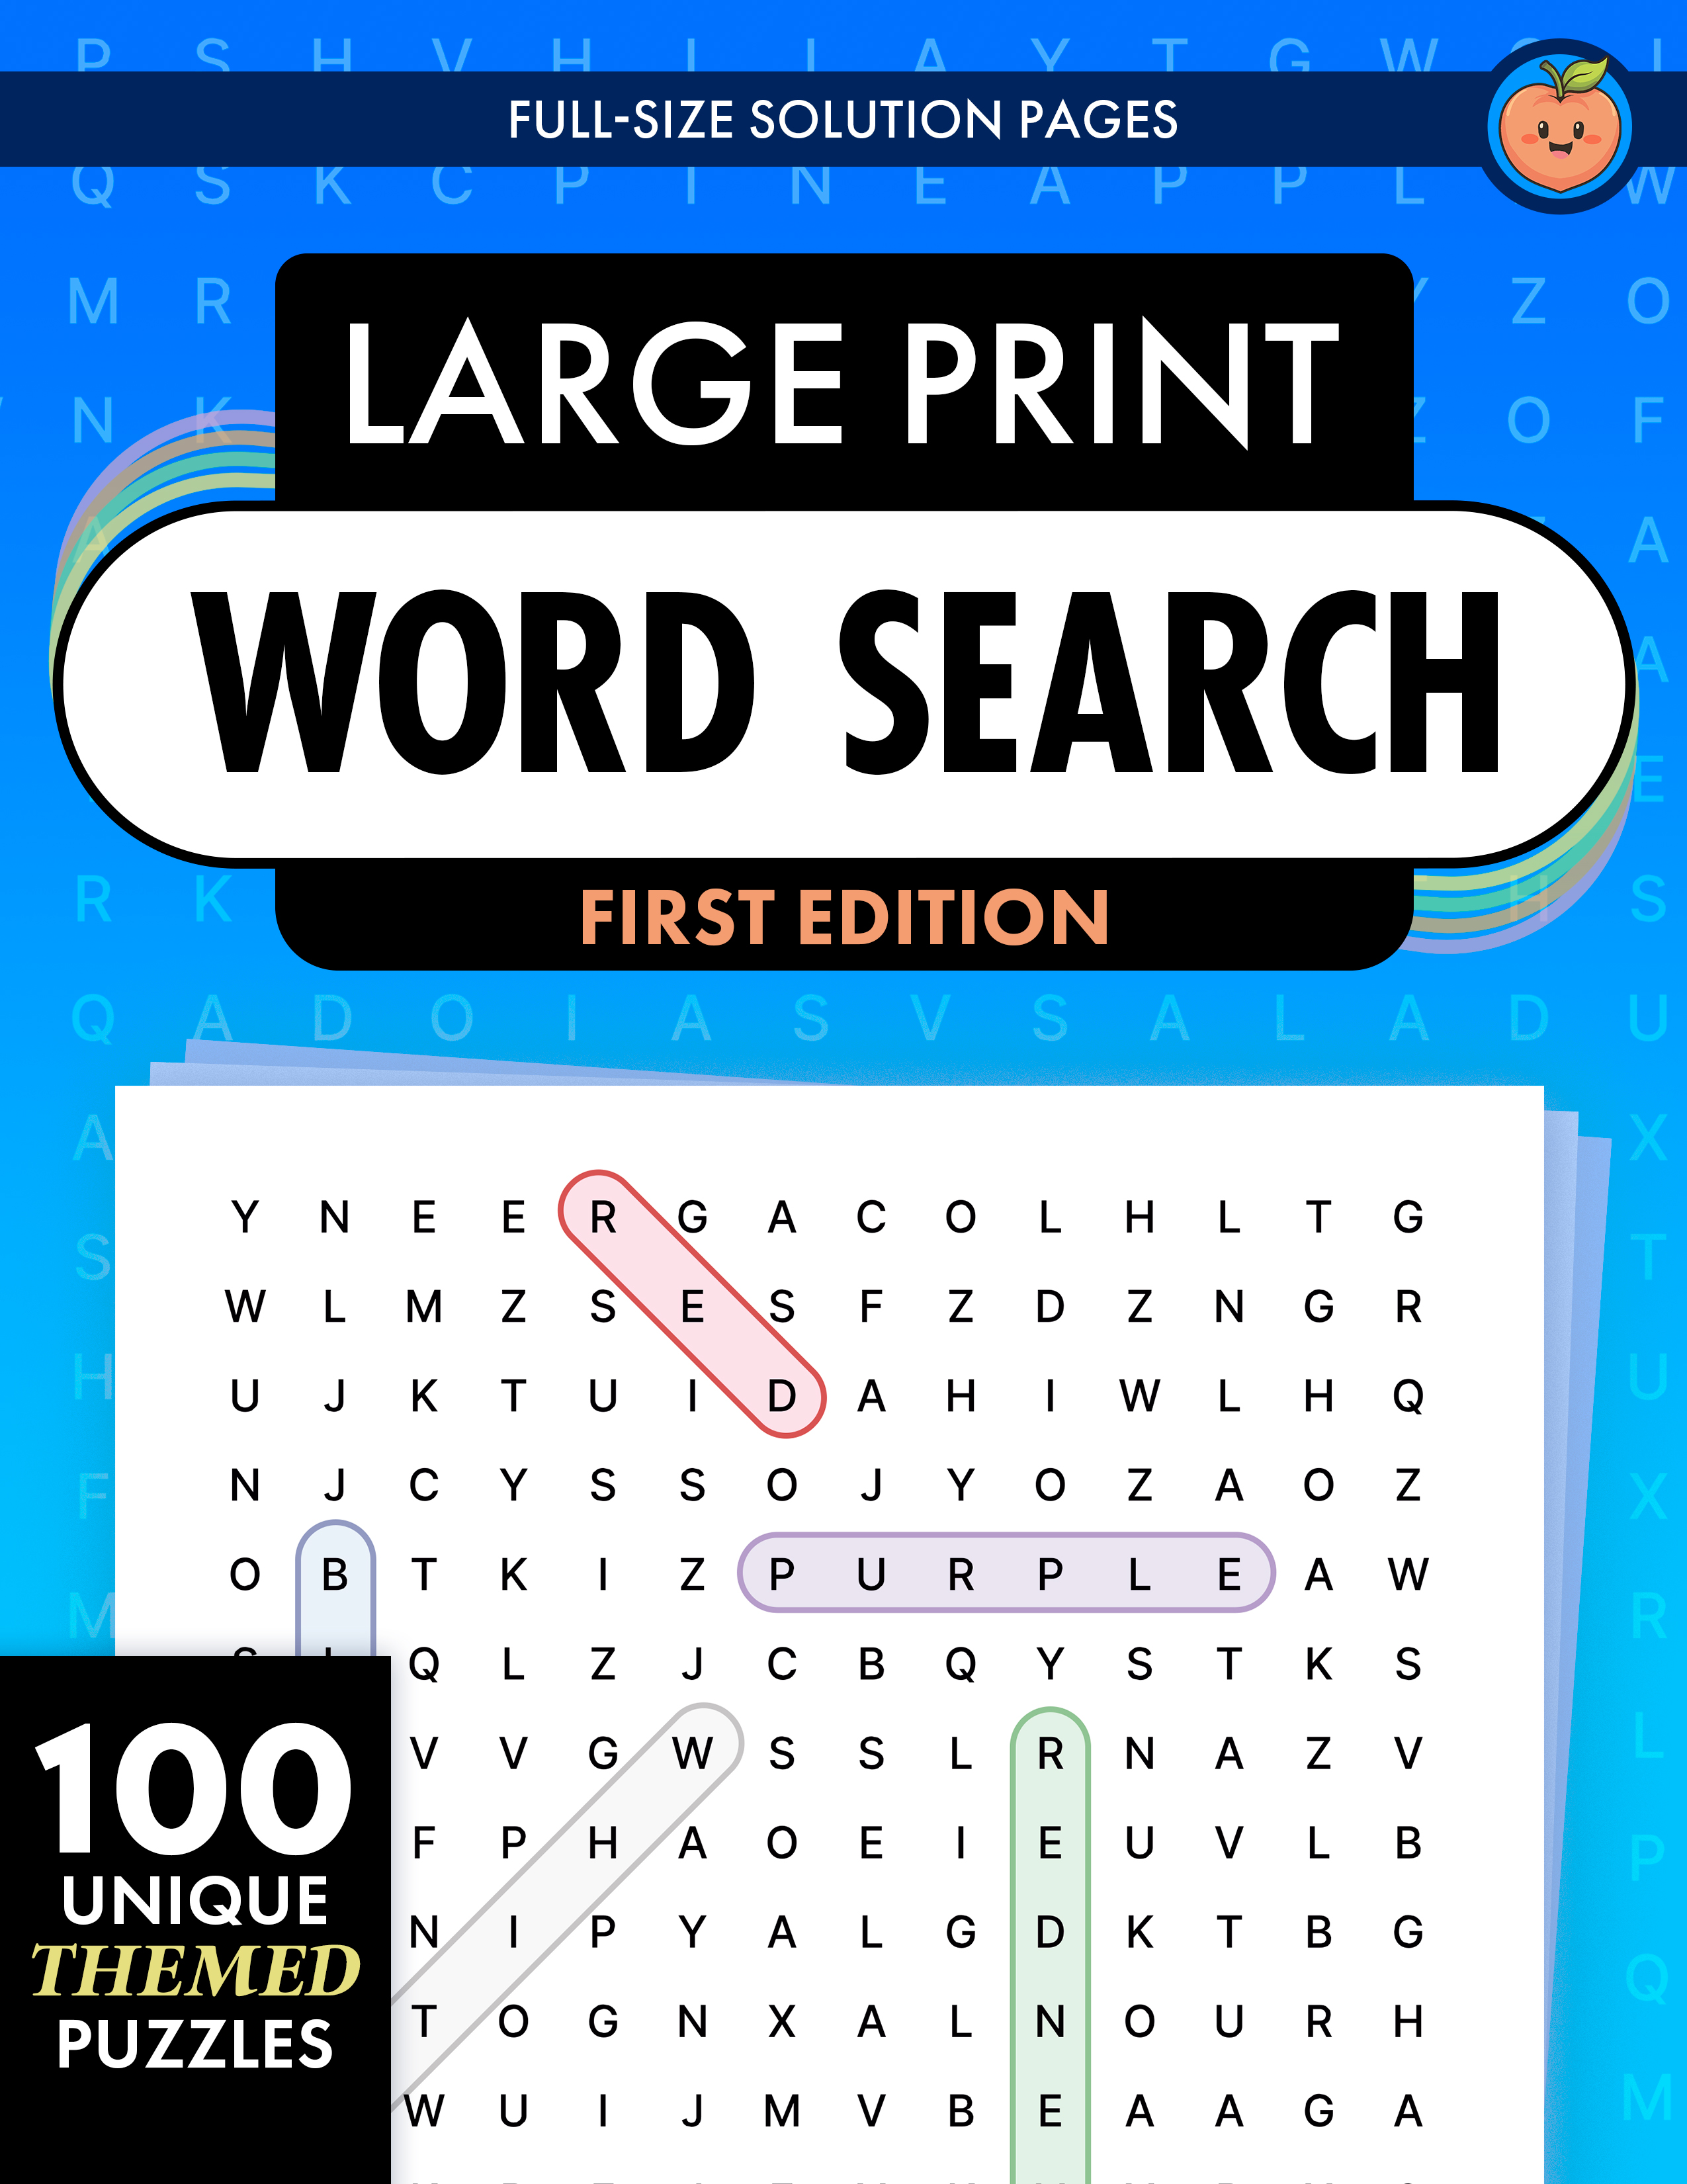 P S H V H I I A Y T G W
FULL-SIZE SOLUTION PAGES
Q S K C P I N E A P P L W
M R Z O
LARGE PRINT
N K Z O F
A A
WORD SEARCH
A
E
R K H S
FIRST EDITION
Q A D O I A S V S A L A D U
A X
Y N E E R G A C O L H L T G
S T
W L M Z S E S F Z D Z N G R
H U
U J K T U I D A H I W L H Q
F X
N J C Y S S O J Y O Z A O Z
O B T K I Z P U R P L E A W
M R
S L Q L Z J C B Q Y S T K S
L
V V G W S S L R N A Z V
F P H A O E I E U V L B
P
N I P Y A L G D K T B G
Q
T O G N X A L N O U R H
W U I J M V B E A A G A
M
100
UNIQUE
THEMED
PUZZLES